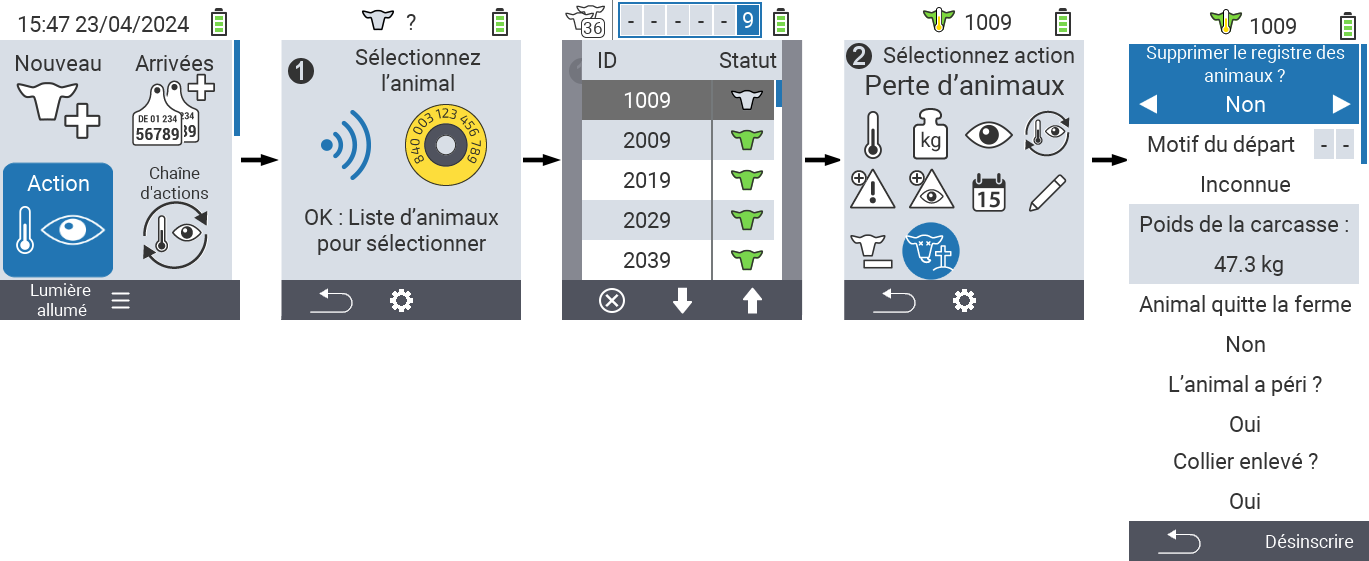 15:47 23/04/2024
Nouveau
Arrivées
DE 01 234
234
56789
89
Action
Chaîne
d'actions
Lumière
allumé
?
1
Sélectionnez
l’animal
840 003 123 456 789
OK : Liste d’animaux
pour sélectionner
36
- - - - - 9
ID Statut
1009
2009
2019
2029
2039
1009
2 Sélectionnez action
Perte d’animaux
kg
15
1009
Supprimer le registre des
animaux ?
Non
Motif du départ - -
Inconnue
Poids de la carcasse :
47.3 kg
Animal quitte la ferme
Non
L’animal a péri ?
Oui
Collier enlevé ?
Oui
Désinscrire